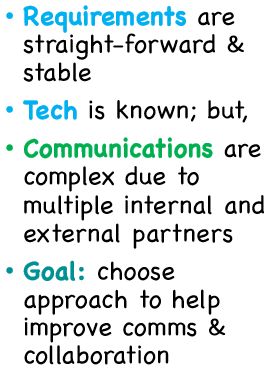 • Requirements are
straight-forward &
stable
• Tech is known; but,
• Communications are
complex due to
multiple internal and
external partners
• Goal: choose
approach to help
improve comms &
collaboration